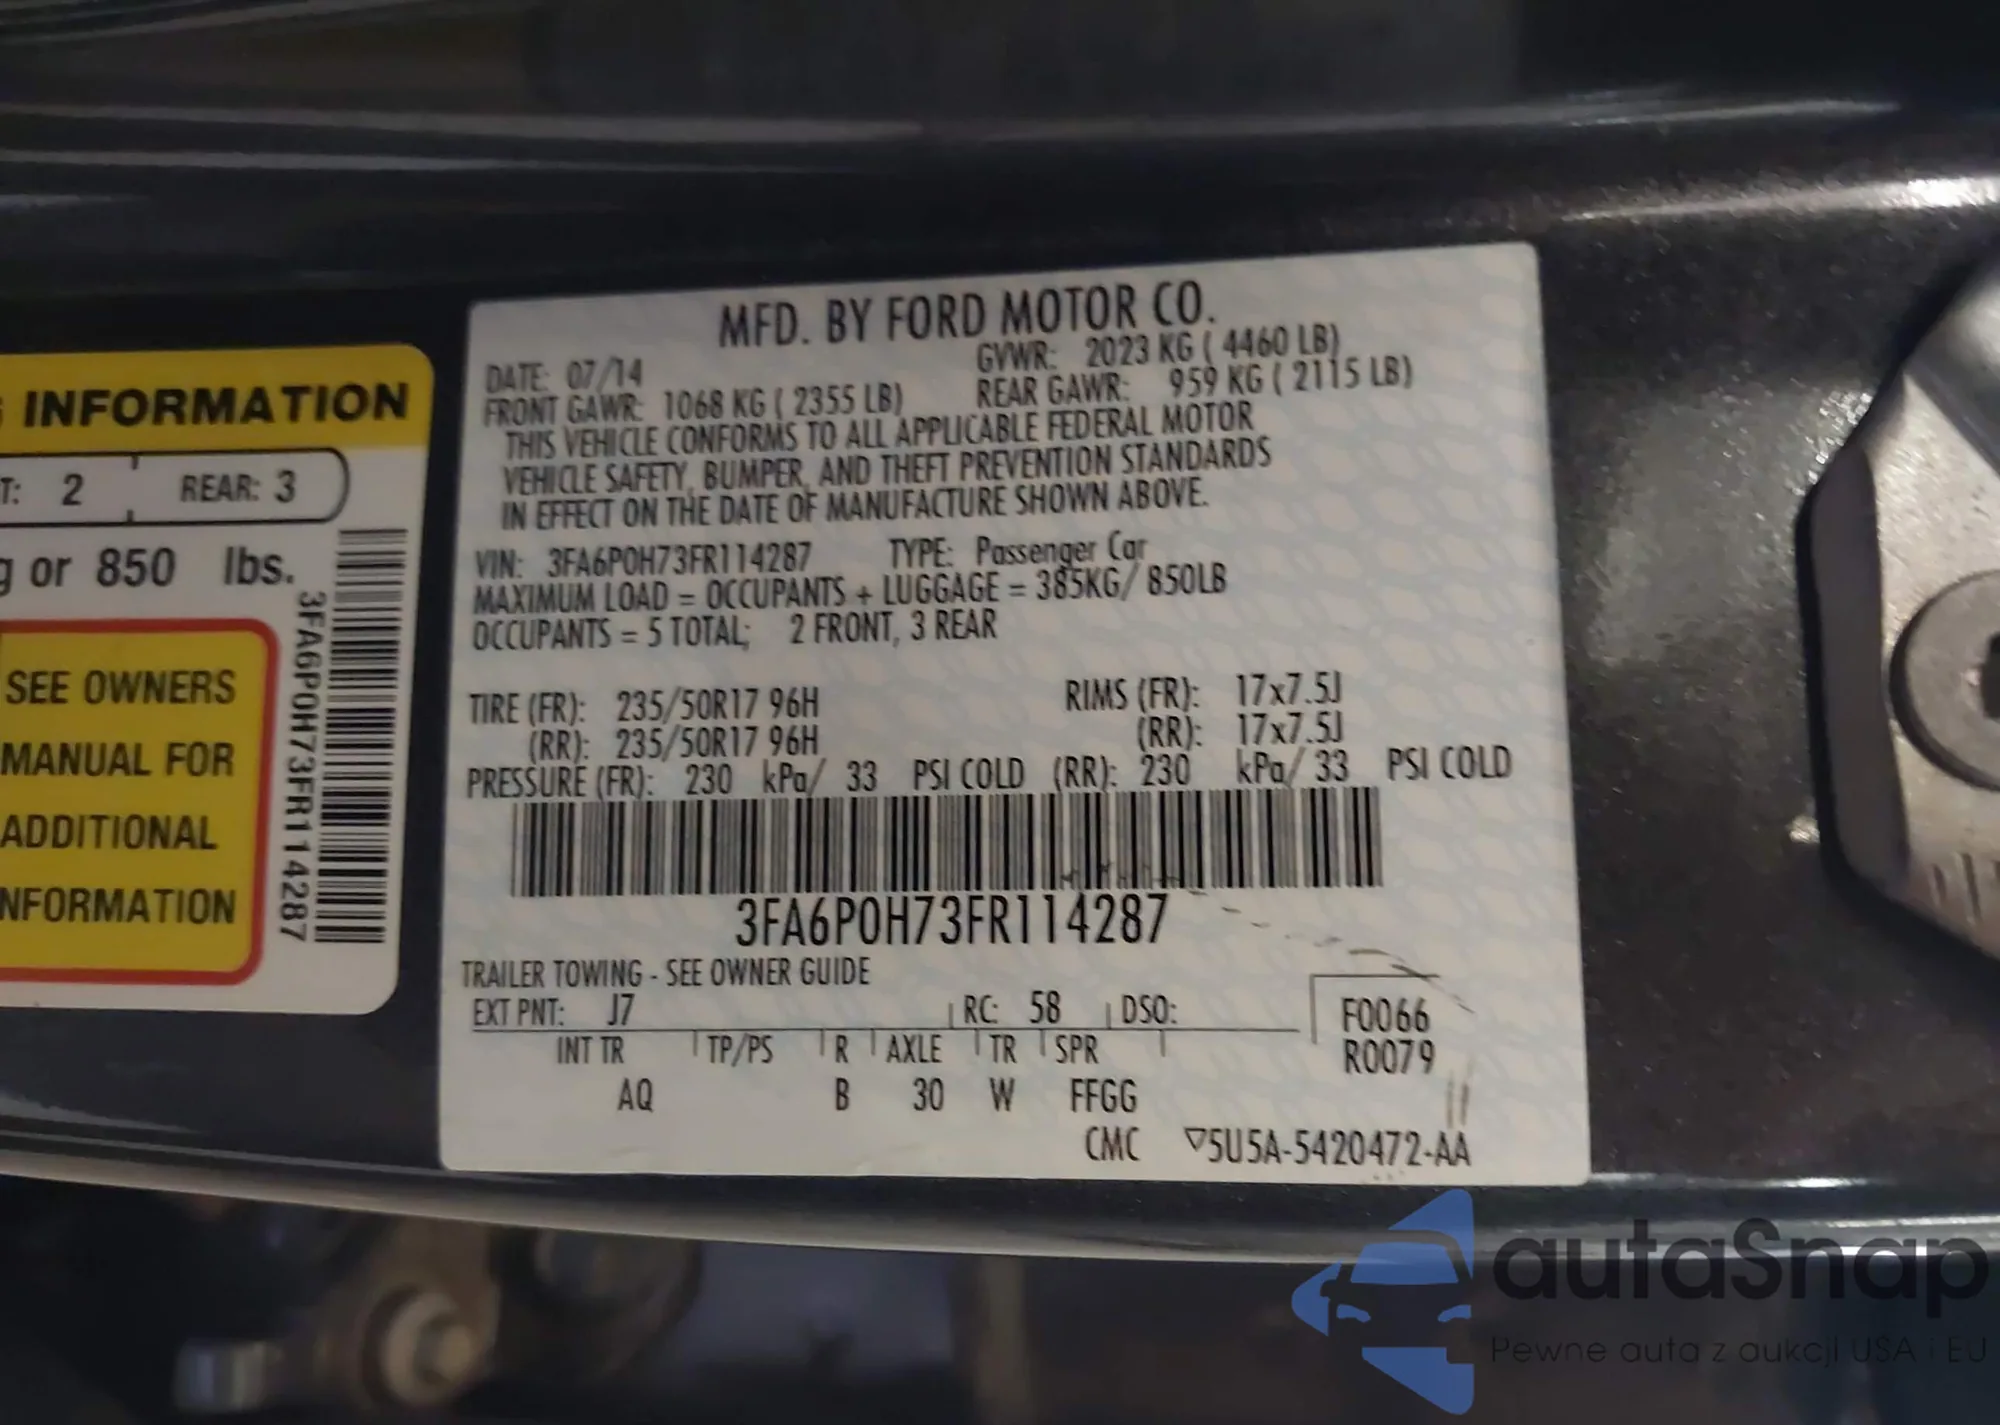 INFORMATION
T: 2 REAR: 3
g or 850 lbs.
SEE OWNERS
MANUAL FOR
ADDITIONAL
NFORMATION
3FA6P0H73FR114287
MFD. BY FORD MOTOR CO.
DATE: 07/14 GVWR: 2023 KG ( 4460 LB)
FRONT GAWR: 1068 KG ( 2355 LB) REAR GAWR: 959 KG ( 2115 LB)
THIS VEHICLE CONFORMS TO ALL APPLICABLE FEDERAL MOTOR
VEHICLE SAFETY, BUMPER, AND THEFT PREVENTION STANDARDS
IN EFFECT ON THE DATE OF MANUFACTURE SHOWN ABOVE.
VIN: 3FA6P0H73FR114287 TYPE: Passenger Car
MAXIMUM LOAD = OCCUPANTS + LUGGAGE = 385KG/ 850LB
OCCUPANTS = 5 TOTAL; 2 FRONT, 3 REAR
TIRE (FR): 235/50R17 96H RIMS (FR): 17x7.5J
(RR): 235/50R17 96H (RR): 17x7.5J
PRESSURE (FR): 230 kPa/ 33 PSI COLD (RR): 230 kPa/ 33 PSI COLD
3FA6P0H73FR114287
TRAILER TOWING - SEE OWNER GUIDE
EXT PNT: J7 RC: 58 DSO: F0066
INT TR TP/PS R AXLE TR SPR R0079
AQ B 30 W FFGG
CMC ▽5U5A-5420472-AA
autaSnap
Pewne auta z aukcji USA i EU